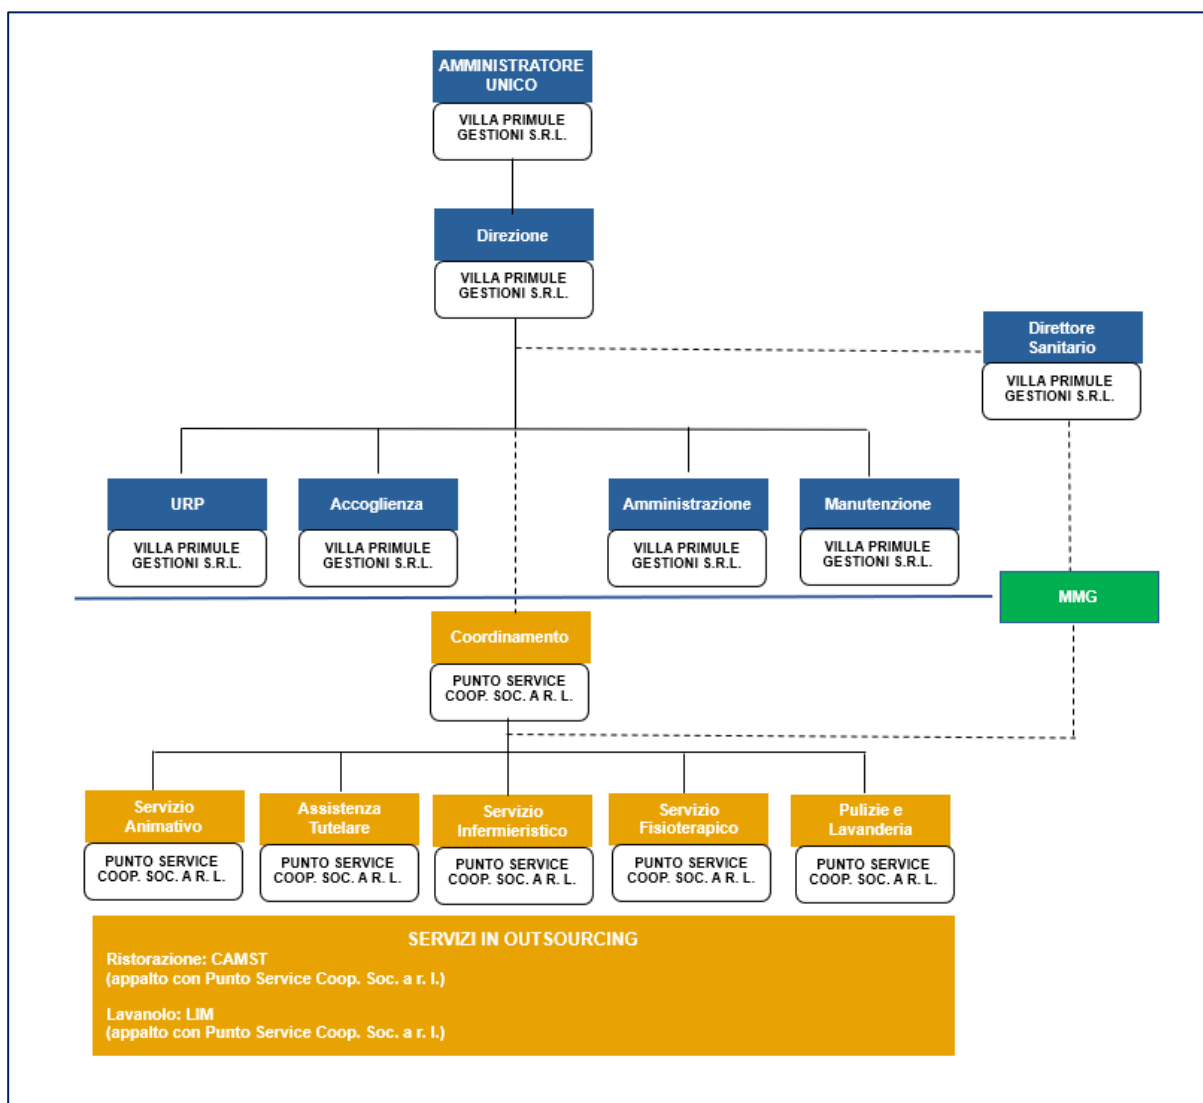 AMMINISTRATORE
UNICO
VILLA PRIMULE
GESTIONI S.R.L.
Direzione
VILLA PRIMULE
GESTIONI S.R.L.
Direttore
Sanitario
VILLA PRIMULE
GESTIONI S.R.L.
URP
VILLA PRIMULE
GESTIONI S.R.L.
Accoglienza
VILLA PRIMULE
GESTIONI S.R.L.
Amministrazione
VILLA PRIMULE
GESTIONI S.R.L.
Manutenzione
VILLA PRIMULE
GESTIONI S.R.L.
MMG
Coordinamento
PUNTO SERVICE
COOP. SOC. A R. L.
Servizio
Animativo
PUNTO SERVICE
COOP. SOC. A R. L.
Assistenza
Tutelare
PUNTO SERVICE
COOP. SOC. A R. L.
Servizio
Infermieristico
PUNTO SERVICE
COOP. SOC. A R. L.
Servizio
Fisioterapico
PUNTO SERVICE
COOP. SOC. A R. L.
Pulizie e
Lavanderia
PUNTO SERVICE
COOP. SOC. A R. L.
SERVIZI IN OUTSOURCING
Ristorazione: CAMST
(appalto con Punto Service Coop. Soc. a r. l.)
Lavanolo: LIM
(appalto con Punto Service Coop. Soc. a r. l.)